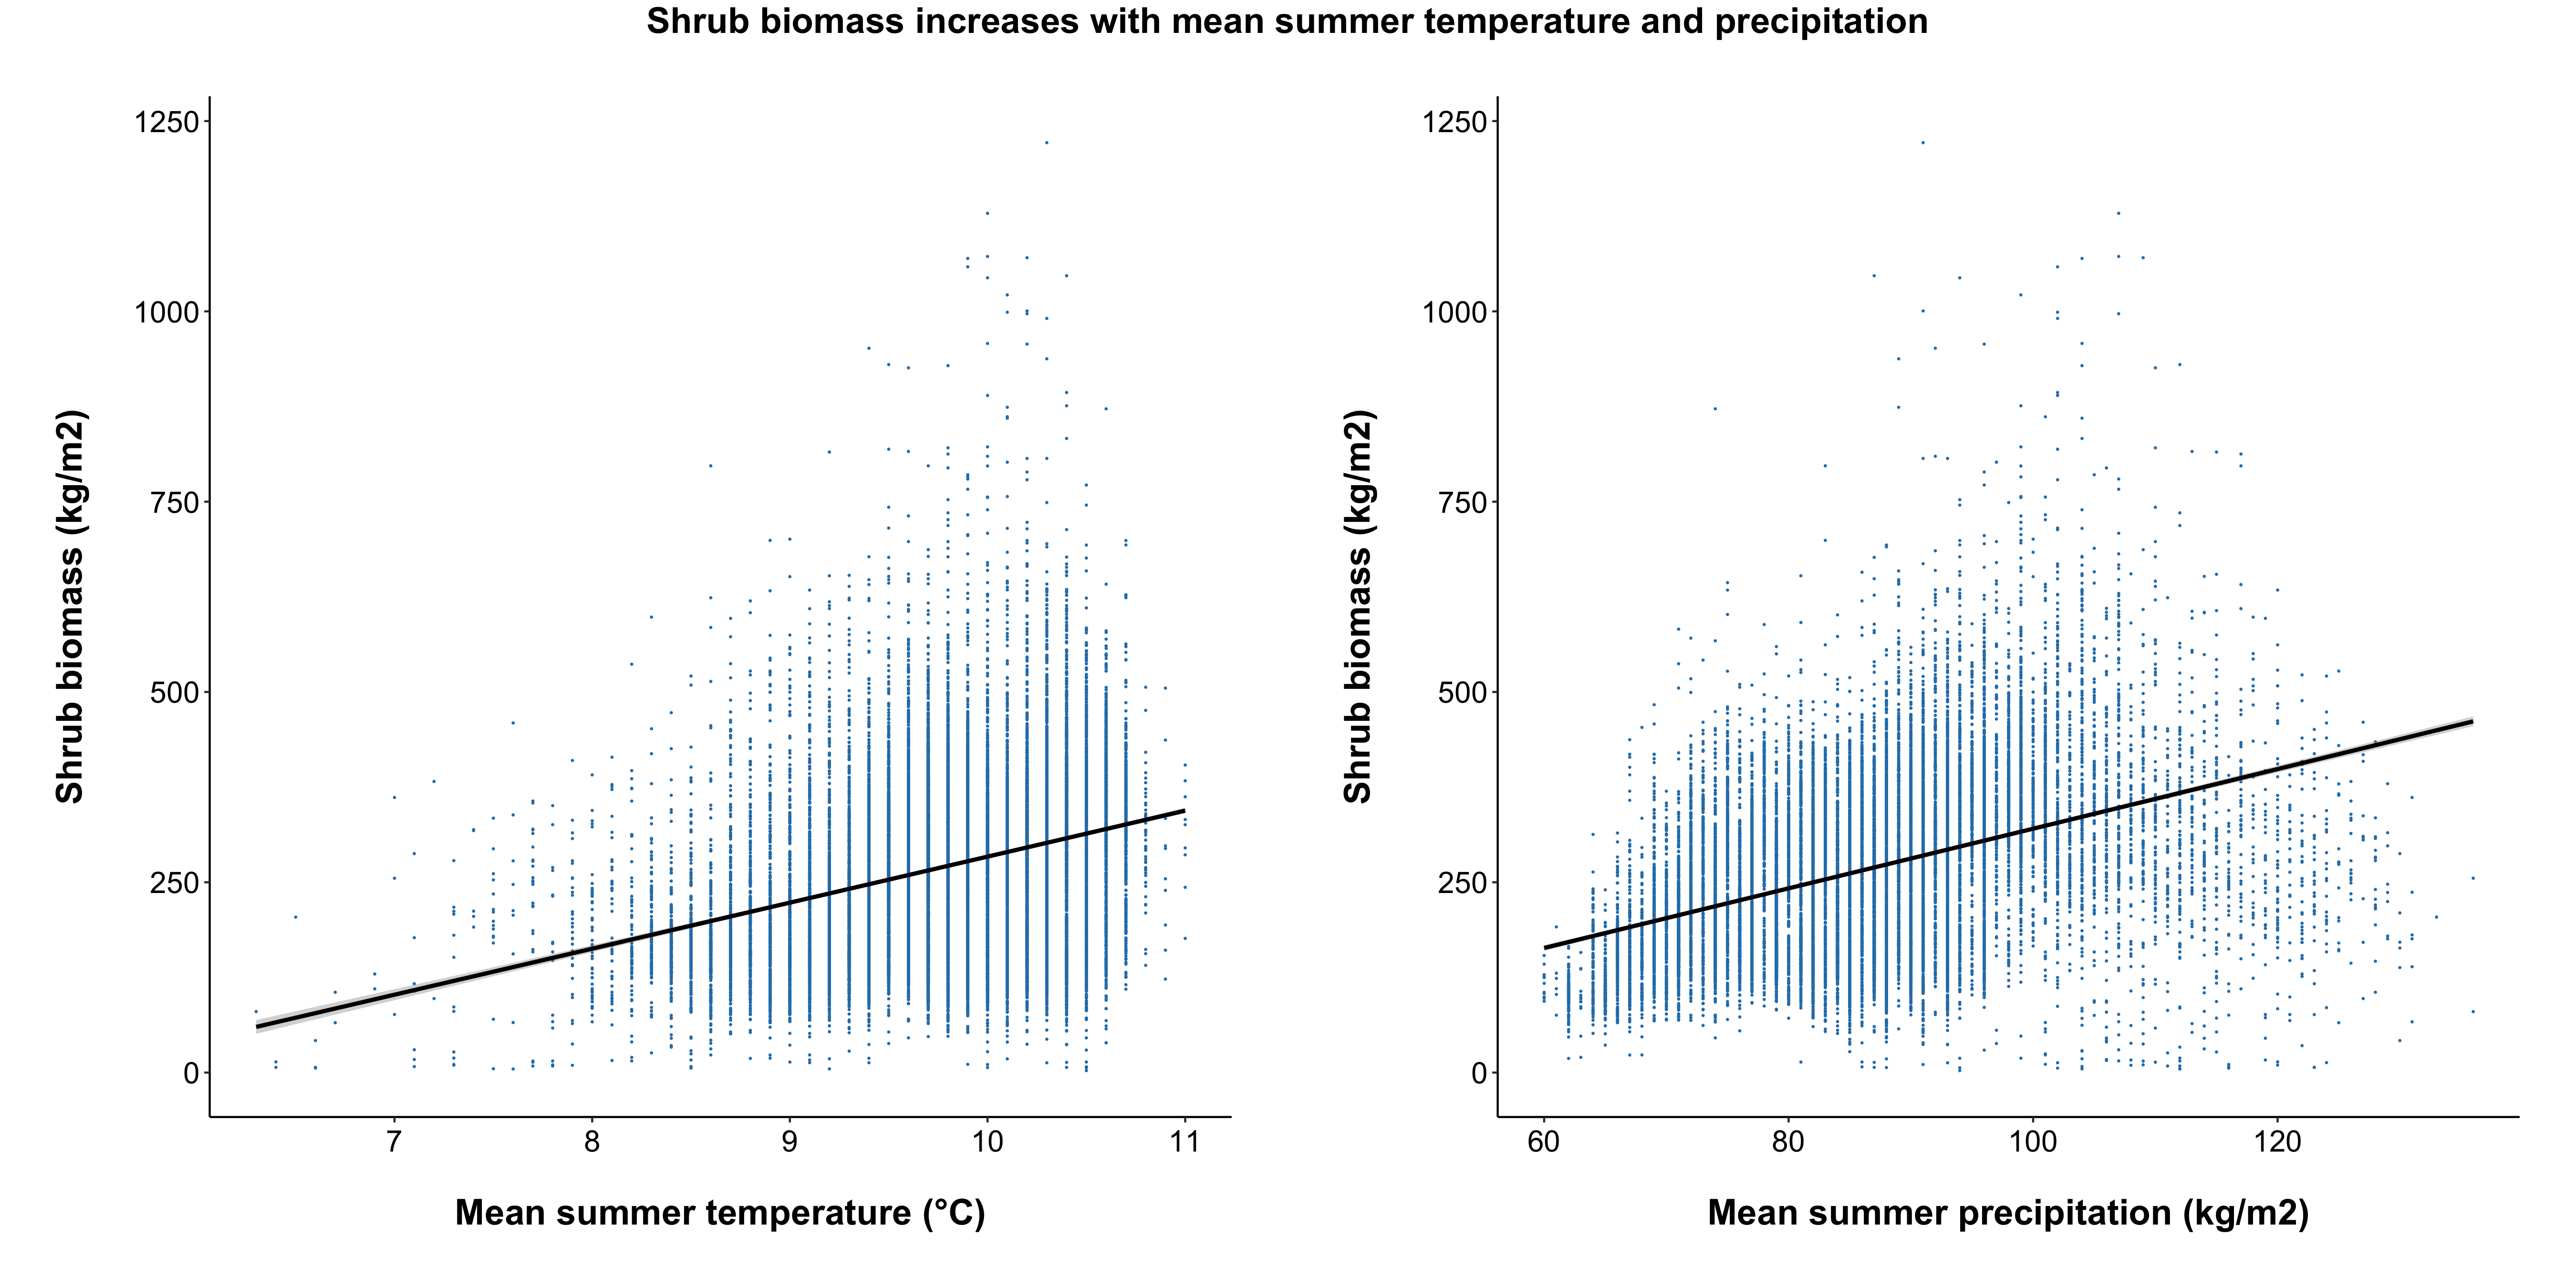 Shrub biomass increases with mean summer temperature and precipitation
Shrub biomass (kg/m2)
1250
1000
750
500
250
0
7 8 9 10 11
Mean summer temperature (°C)
Shrub biomass (kg/m2)
1250
1000
750
500
250
0
60 80 100 120
Mean summer precipitation (kg/m2)